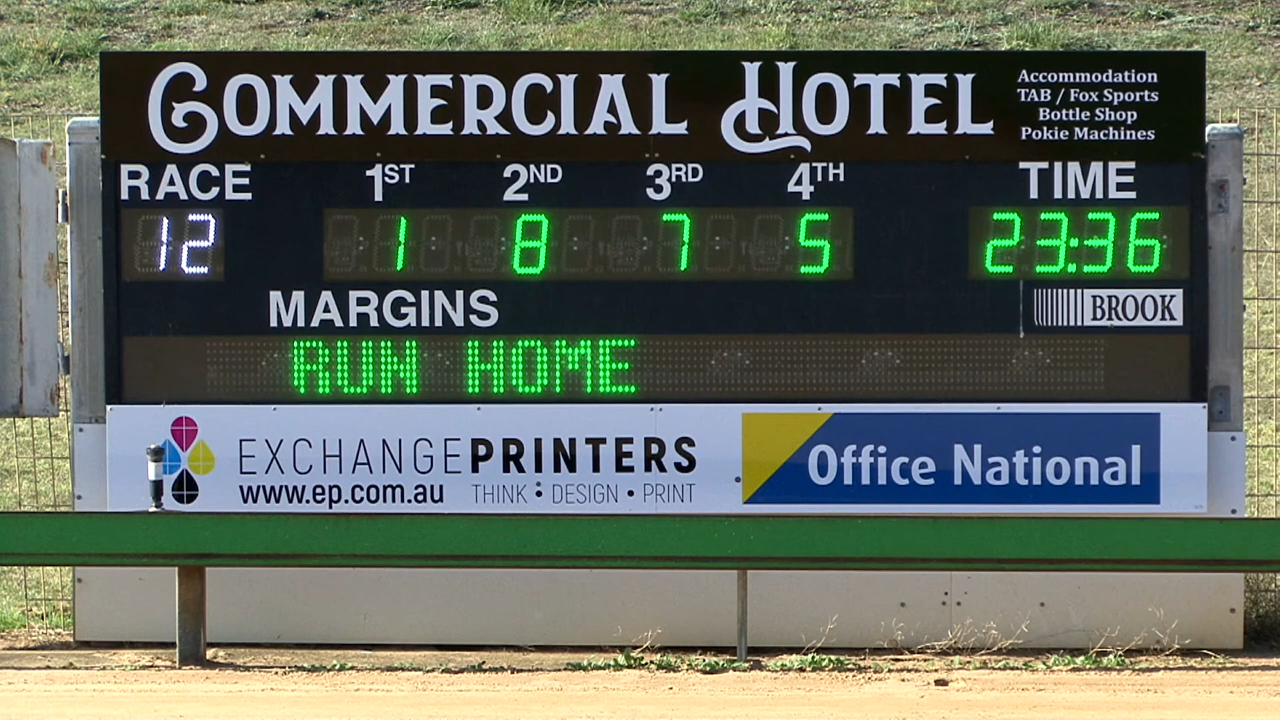 COMMERCIAL HOTEL
Accommodation
TAB / Fox Sports
Bottle Shop
Pokie Machines
RACE 1ST 2ND 3RD 4TH TIME
12 1 8 7 5 23:36
MARGINS
BROOK
RUN HOME
EXCHANGEPRINTERS
www.ep.com.au THINK • DESIGN • PRINT
Office National